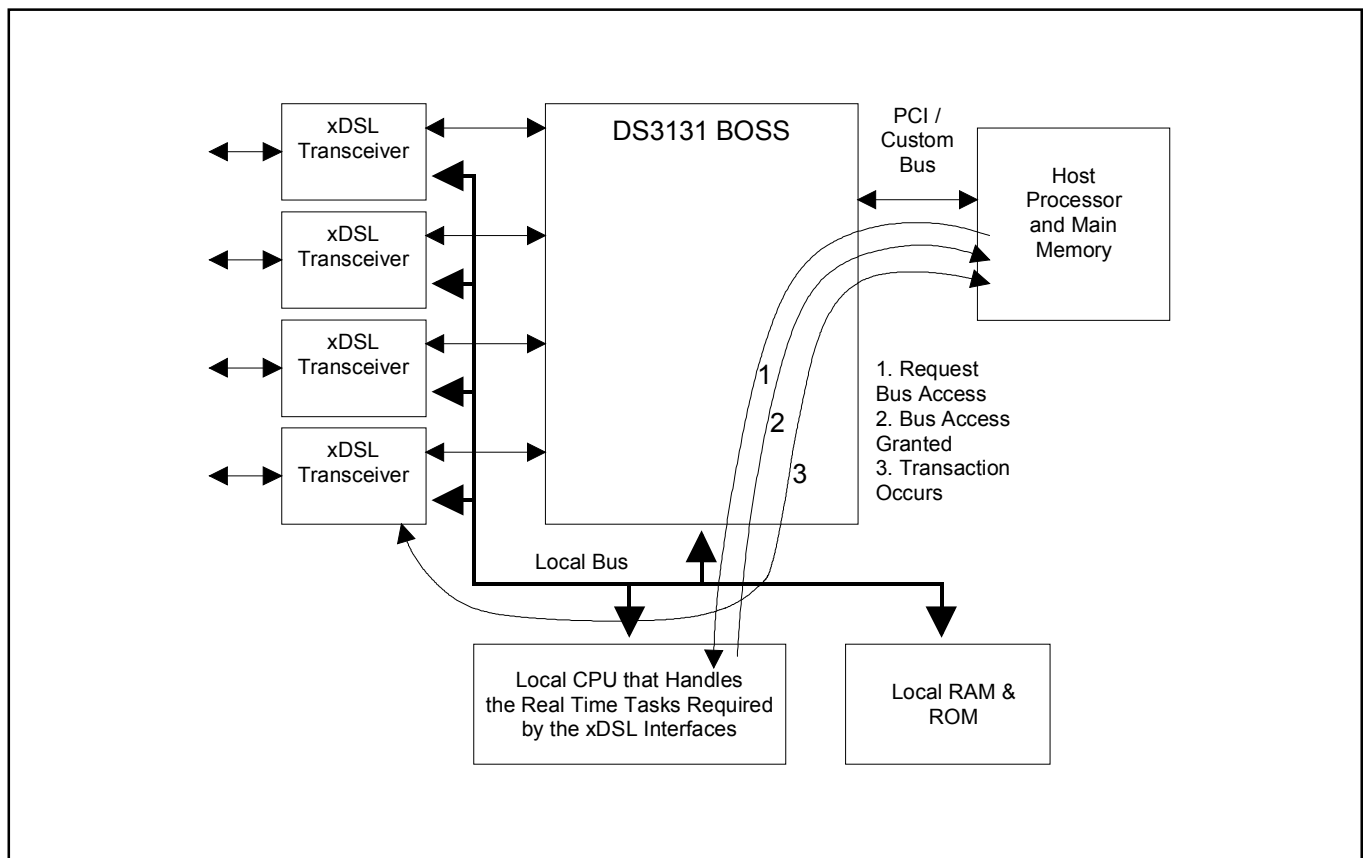 xDSL
Transceiver
xDSL
Transceiver
xDSL
Transceiver
xDSL
Transceiver
DS3131 BOSS
PCI /
Custom
Bus
Host
Processor
and Main
Memory
1
2
3
1. Request
Bus Access
2. Bus Access
Granted
3. Transaction
Occurs
Local Bus
Local CPU that Handles
the Real Time Tasks Required
by the xDSL Interfaces
Local RAM &
ROM